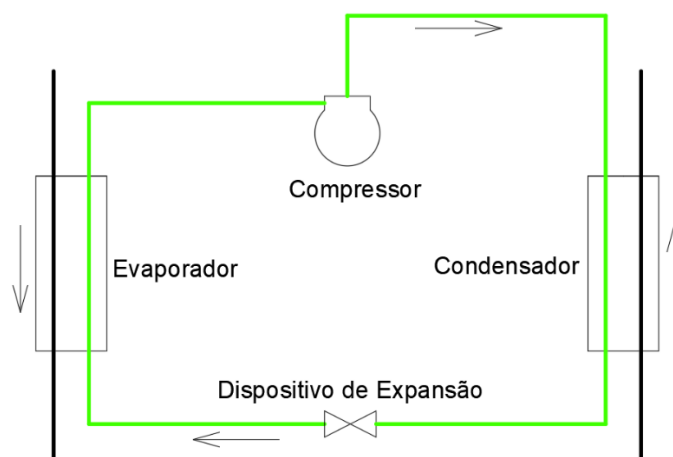 Compressor
Evaporador
Condensador
Dispositivo de Expansão